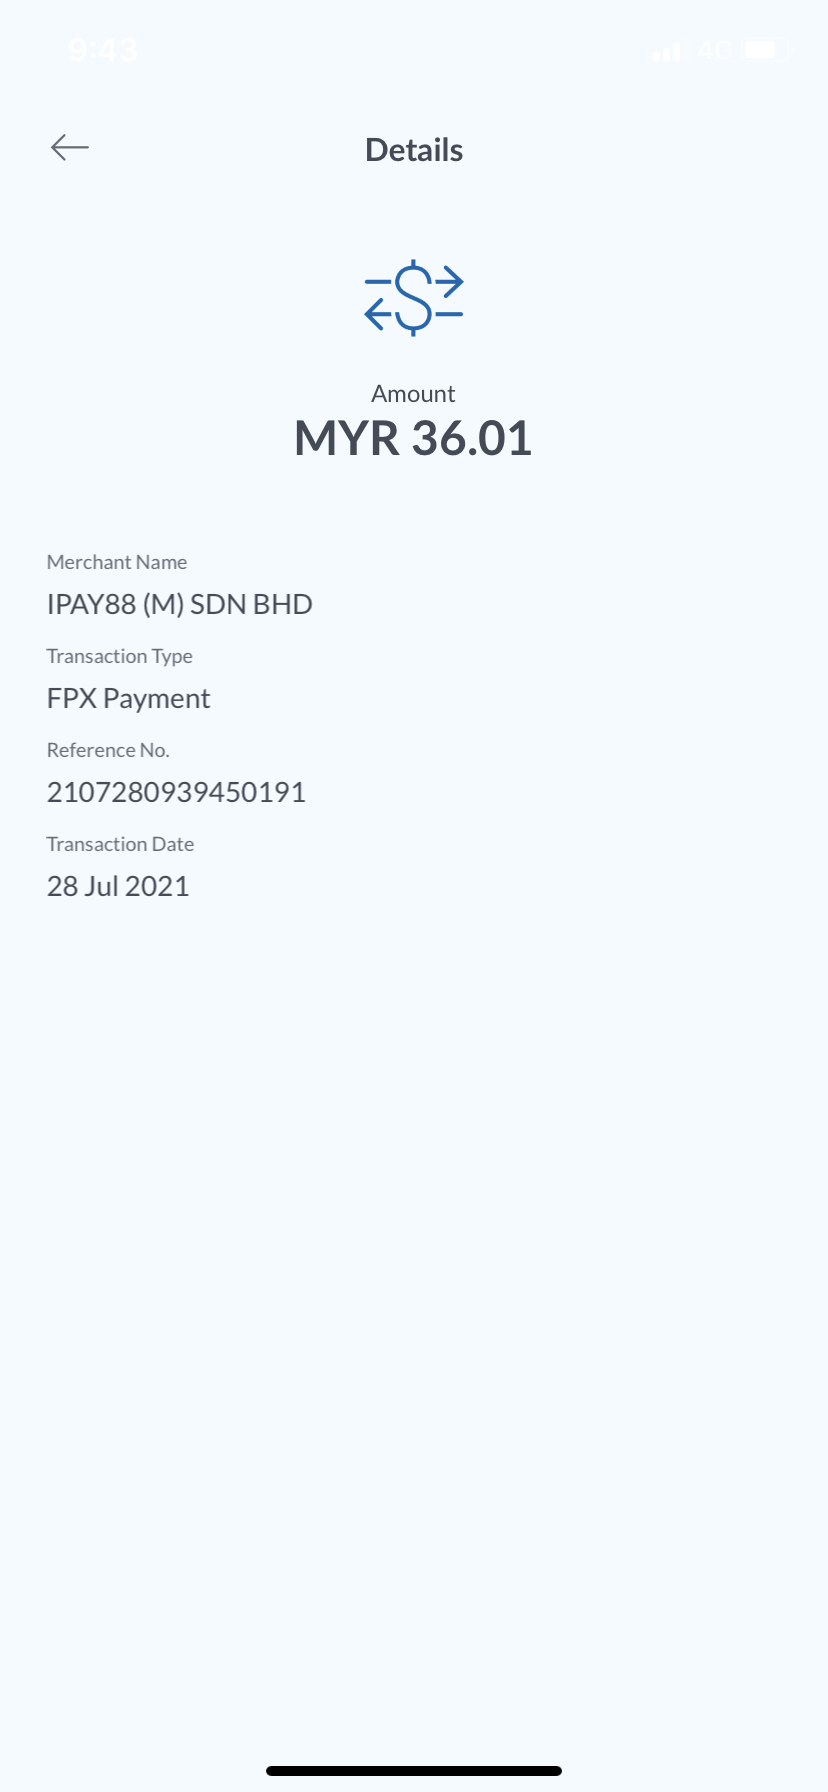 9:43
4G
Details
Amount
MYR 36.01
Merchant Name
IPAY88 (M) SDN BHD
Transaction Type
FPX Payment
Reference No.
2107280939450191
Transaction Date
28 Jul 2021